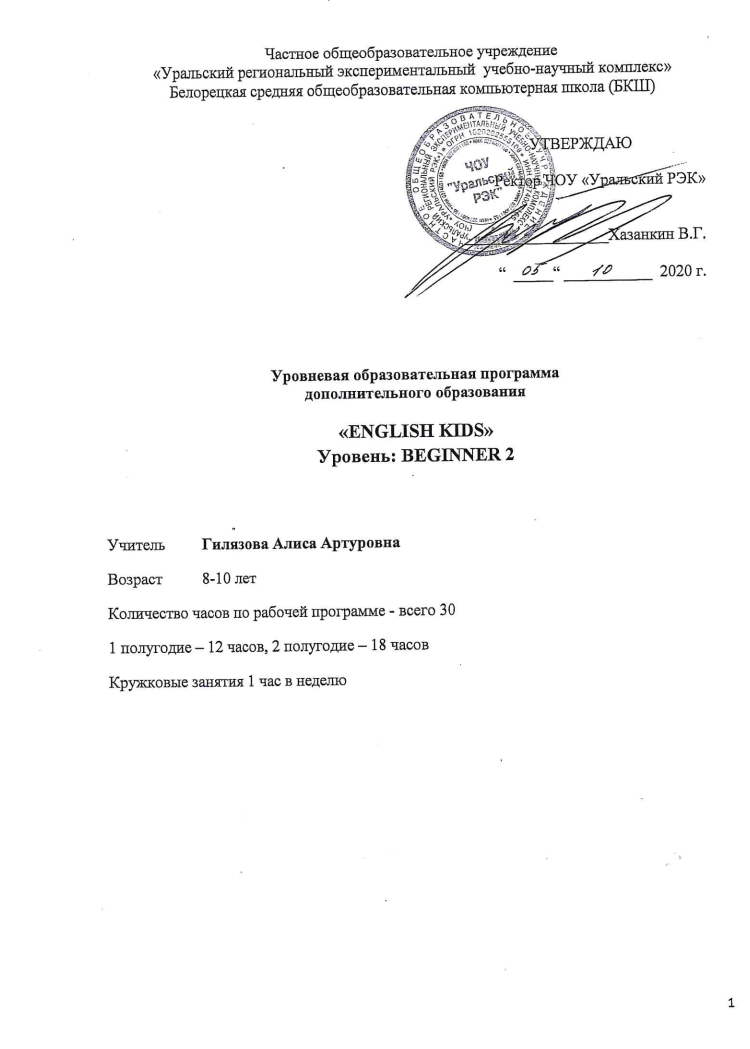 Частное общеобразовательное учреждение
«Уральский региональный экспериментальный учебно-научный комплекс»
Белорецкая средняя общеобразовательная компьютерная школа (БКШ)
УТВЕРЖДАЮ
Ректор ЧОУ «Уральский РЭК»
ЧОУ
"Уральский
РЭК"
Хазанкин В.Г.
“ 05 “ 10 2020 г.
Уровневая образовательная программа
дополнительного образования
«ENGLISH KIDS»
Уровень: BEGINNER 2
Учитель Гилязова Алиса Артуровна
Возраст 8-10 лет
Количество часов по рабочей программе - всего 30
1 полугодие – 12 часов, 2 полугодие – 18 часов
Кружковые занятия 1 час в неделю
1